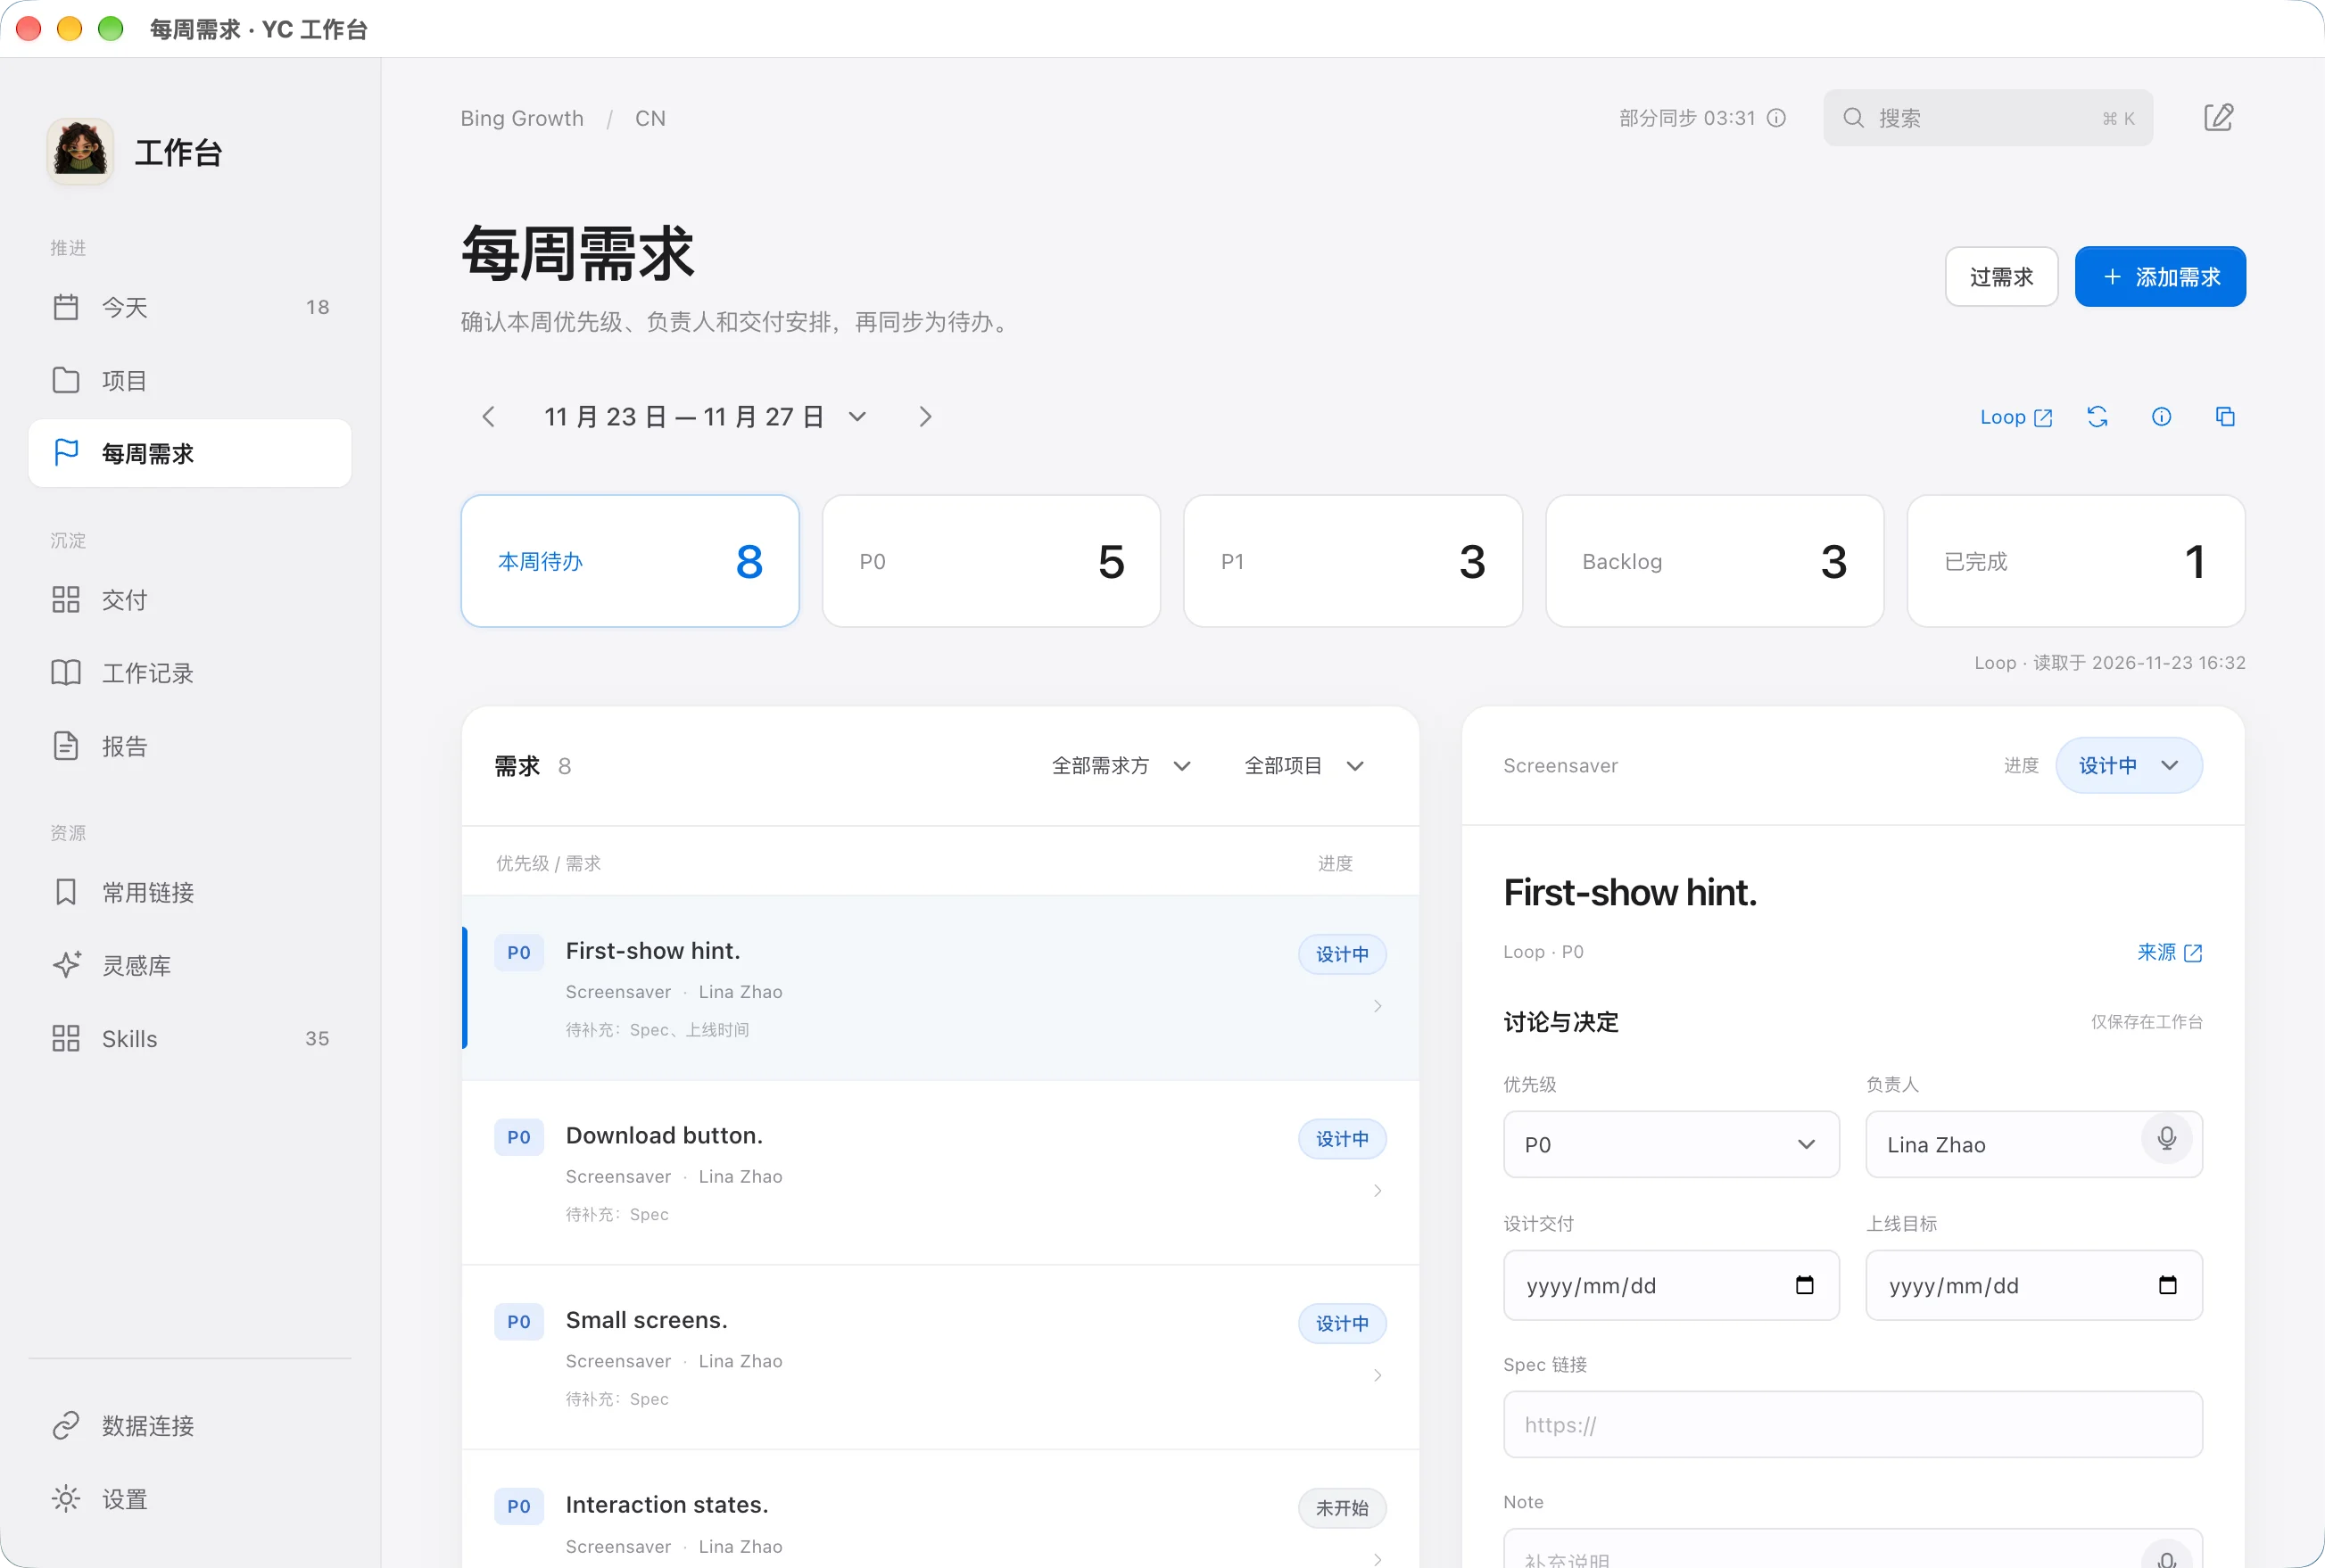 每周需求 · YC 工作台
工作台
推进
今天 18
项目
每周需求
沉淀
交付
工作记录
报告
资源
常用链接
灵感库
Skills 35
数据连接
设置
Bing Growth / CN
部分同步 03:31
搜索 ⌘ K
每周需求
确认本周优先级、负责人和交付安排，再同步为待办。
过需求
+ 添加需求
11 月 23 日 — 11 月 27 日
Loop
本周待办 8
P0 5
P1 3
Backlog 3
已完成 1
Loop · 读取于 2026-11-23 16:32
需求 8
全部需求方
全部项目
优先级 / 需求 进度
P0 First-show hint. 设计中
Screensaver · Lina Zhao
待补充：Spec、上线时间
P0 Download button. 设计中
Screensaver · Lina Zhao
待补充：Spec
P0 Small screens. 设计中
Screensaver · Lina Zhao
待补充：Spec
P0 Interaction states. 未开始
Screensaver · Lina Zhao
Screensaver 进度 设计中
First-show hint.
Loop · P0 来源
讨论与决定 仅保存在工作台
优先级 负责人
P0 Lina Zhao
设计交付 上线目标
yyyy/mm/dd yyyy/mm/dd
Spec 链接
https://
Note
补充说明